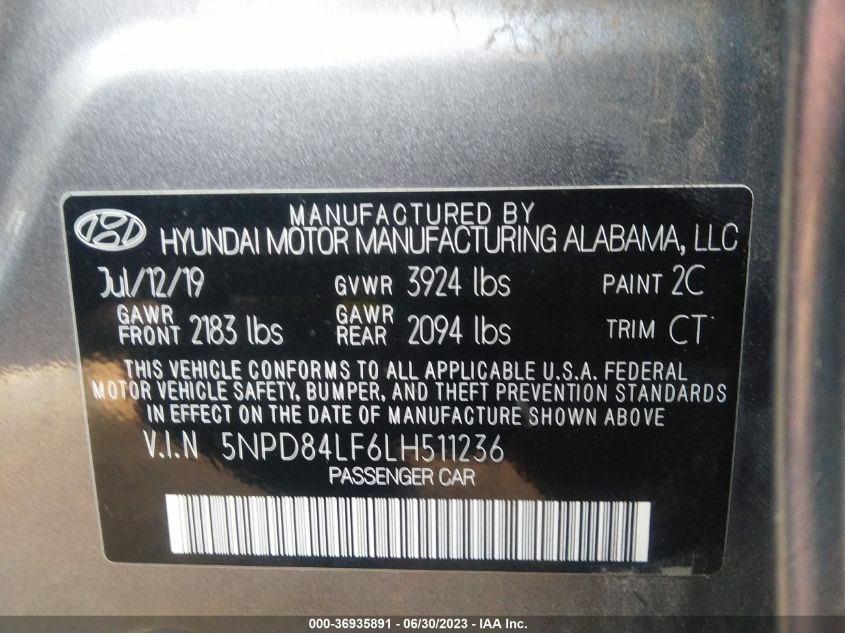 MANUFACTURED BY
HYUNDAI MOTOR MANUFACTURING ALABAMA, LLC
Jul/12/19 GVWR 3924 lbs PAINT 2C
GAWR FRONT 2183 lbs GAWR REAR 2094 lbs TRIM CT
THIS VEHICLE CONFORMS TO ALL APPLICABLE U.S.A. FEDERAL
MOTOR VEHICLE SAFETY, BUMPER, AND THEFT PREVENTION STANDARDS
IN EFFECT ON THE DATE OF MANUFACTURE SHOWN ABOVE
V.I.N 5NPD84LF6LH511236
PASSENGER CAR
000-36935891 - 06/30/2023 - IAA Inc.